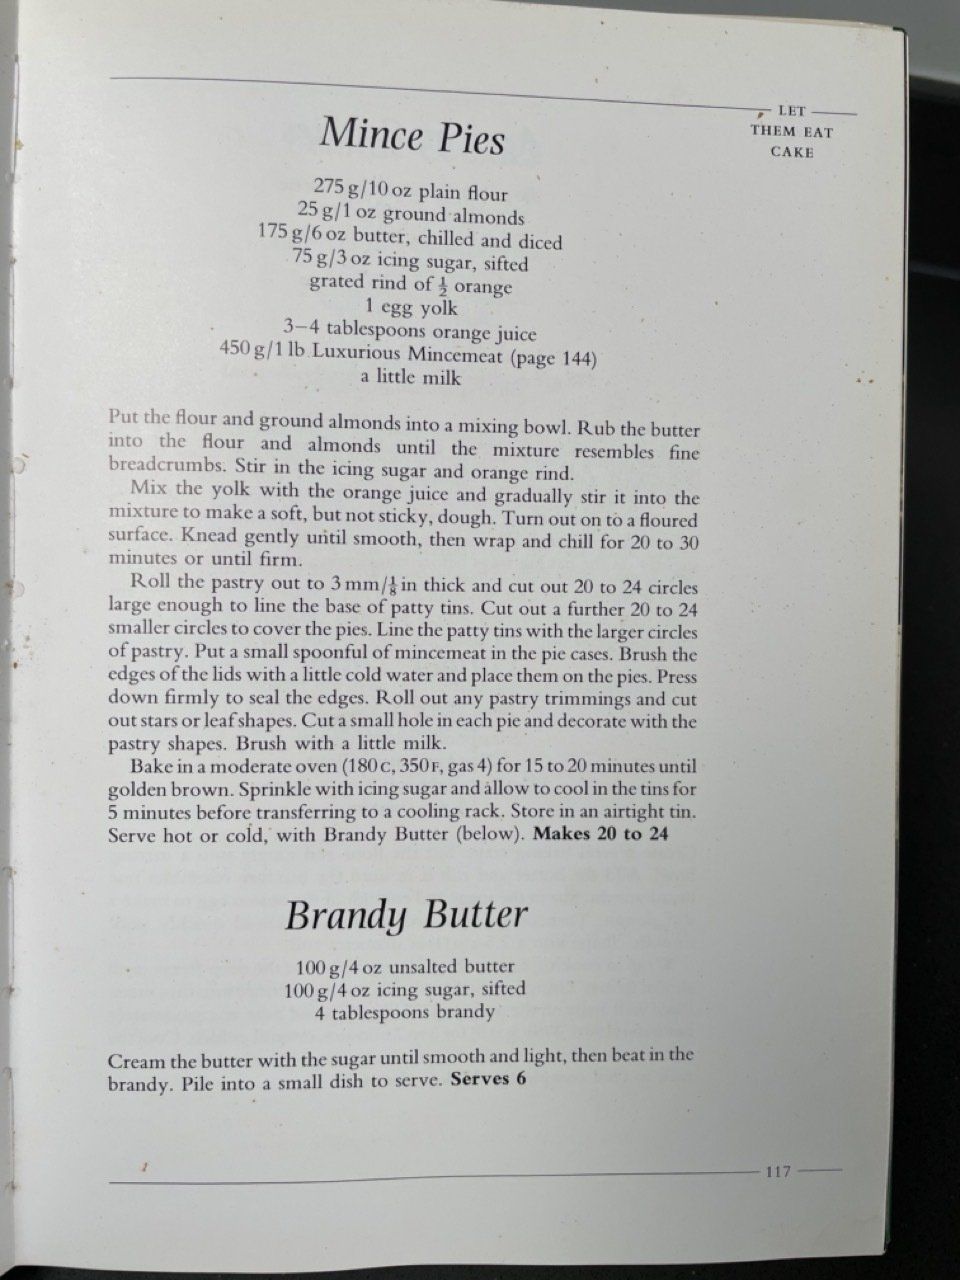 LET
THEM EAT
CAKE
Mince Pies
275 g/10 oz plain flour
25 g/1 oz ground almonds
175 g/6 oz butter, chilled and diced
75 g/3 oz icing sugar, sifted
grated rind of ½ orange
1 egg yolk
3–4 tablespoons orange juice
450 g/1 lb Luxurious Mincemeat (page 144)
a little milk
Put the flour and ground almonds into a mixing bowl. Rub the butter
into the flour and almonds until the mixture resembles fine
breadcrumbs. Stir in the icing sugar and orange rind.
Mix the yolk with the orange juice and gradually stir it into the
mixture to make a soft, but not sticky, dough. Turn out on to a floured
surface. Knead gently until smooth, then wrap and chill for 20 to 30
minutes or until firm.
Roll the pastry out to 3 mm/⅛ in thick and cut out 20 to 24 circles
large enough to line the base of patty tins. Cut out a further 20 to 24
smaller circles to cover the pies. Line the patty tins with the larger circles
of pastry. Put a small spoonful of mincemeat in the pie cases. Brush the
edges of the lids with a little cold water and place them on the pies. Press
down firmly to seal the edges. Roll out any pastry trimmings and cut
out stars or leaf shapes. Cut a small hole in each pie and decorate with the
pastry shapes. Brush with a little milk.
Bake in a moderate oven (180 C, 350 F, gas 4) for 15 to 20 minutes until
golden brown. Sprinkle with icing sugar and allow to cool in the tins for
5 minutes before transferring to a cooling rack. Store in an airtight tin.
Serve hot or cold, with Brandy Butter (below). Makes 20 to 24
Brandy Butter
100 g/4 oz unsalted butter
100 g/4 oz icing sugar, sifted
4 tablespoons brandy
Cream the butter with the sugar until smooth and light, then beat in the
brandy. Pile into a small dish to serve. Serves 6
117